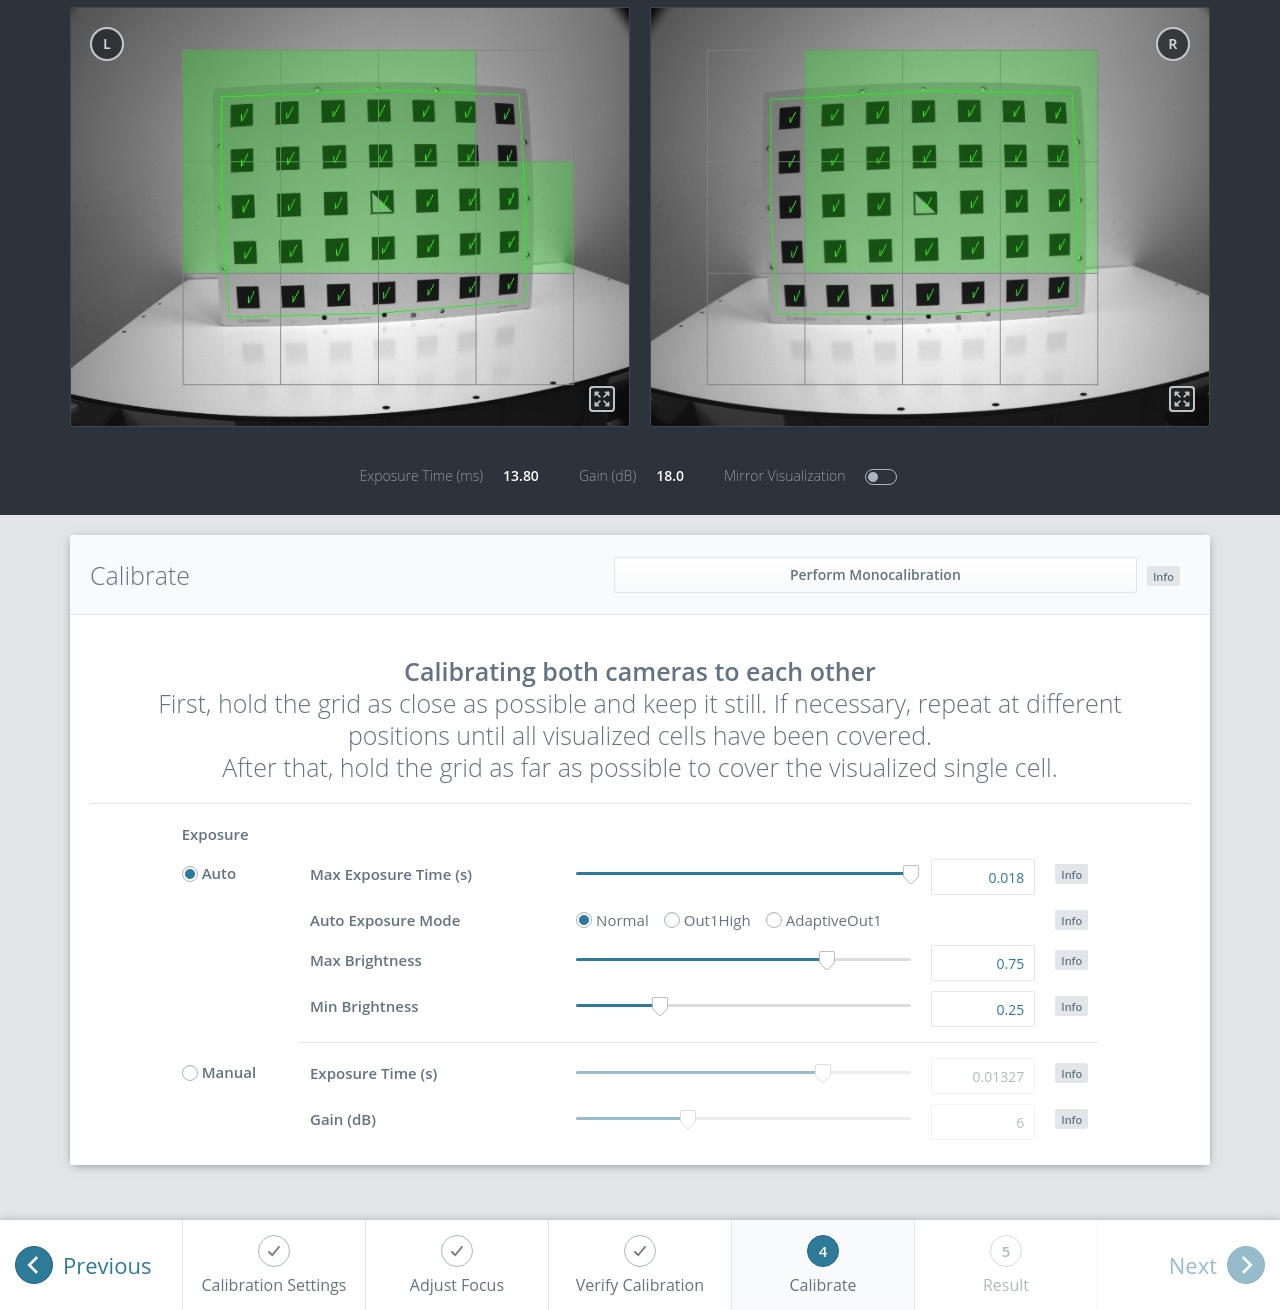 L
R
Exposure Time (ms) 13.80 Gain (dB) 18.0 Mirror Visualization
Calibrate
Perform Monocalibration
Info
Calibrating both cameras to each other
First, hold the grid as close as possible and keep it still. If necessary, repeat at different
positions until all visualized cells have been covered.
After that, hold the grid as far as possible to cover the visualized single cell.
Exposure
Auto
Max Exposure Time (s) 0.018 Info
Auto Exposure Mode Normal Out1High AdaptiveOut1 Info
Max Brightness 0.75 Info
Min Brightness 0.25 Info
Manual
Exposure Time (s) 0.01327 Info
Gain (dB) 6 Info
Previous
Calibration Settings
Adjust Focus
Verify Calibration
4
Calibrate
5
Result
Next